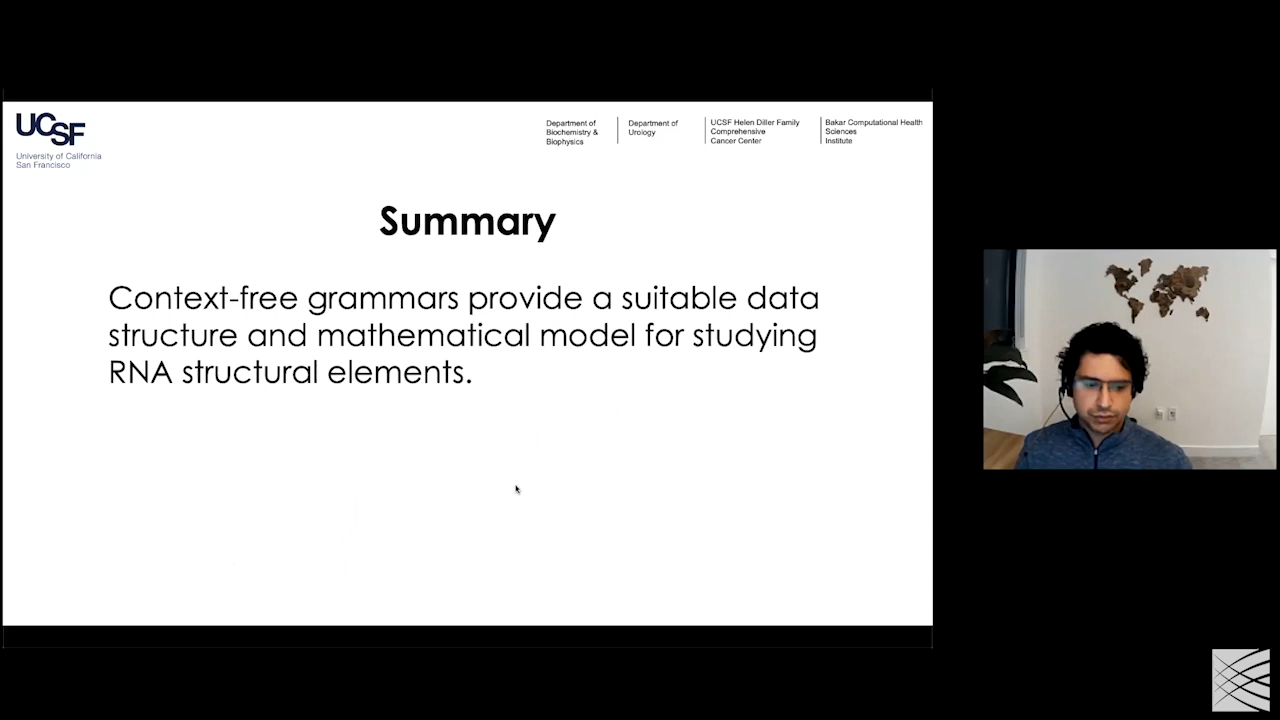 UCSF
University of California
San Francisco
Department of
Biochemistry &
Biophysics
Department of
Urology
UCSF Helen Diller Family
Comprehensive
Cancer Center
Bakar Computational Health
Sciences
Institute
Summary
Context-free grammars provide a suitable data
structure and mathematical model for studying
RNA structural elements.